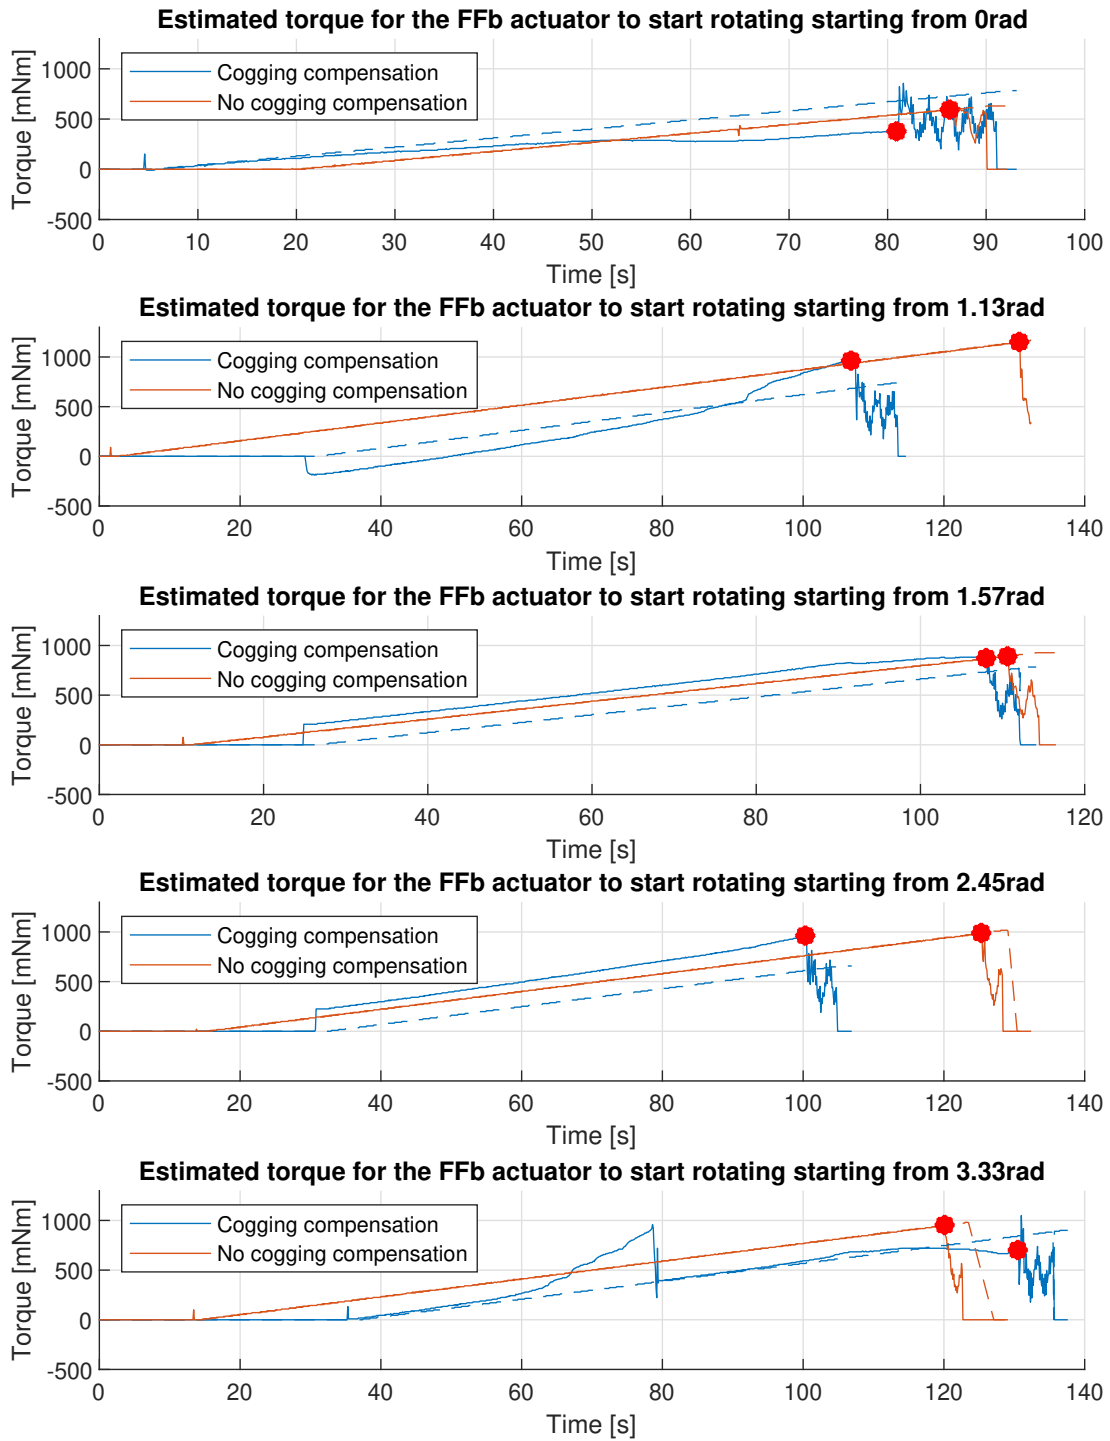 Estimated torque for the FFb actuator to start rotating starting from 0rad
Torque [mNm]
1000
500
0
-500
Cogging compensation
No cogging compensation
0 10 20 30 40 50 60 70 80 90 100
Time [s]
Estimated torque for the FFb actuator to start rotating starting from 1.13rad
Torque [mNm]
1000
500
0
-500
Cogging compensation
No cogging compensation
0 20 40 60 80 100 120 140
Time [s]
Estimated torque for the FFb actuator to start rotating starting from 1.57rad
Torque [mNm]
1000
500
0
-500
Cogging compensation
No cogging compensation
0 20 40 60 80 100 120
Time [s]
Estimated torque for the FFb actuator to start rotating starting from 2.45rad
Torque [mNm]
1000
500
0
-500
Cogging compensation
No cogging compensation
0 20 40 60 80 100 120 140
Time [s]
Estimated torque for the FFb actuator to start rotating starting from 3.33rad
Torque [mNm]
1000
500
0
-500
Cogging compensation
No cogging compensation
0 20 40 60 80 100 120 140
Time [s]